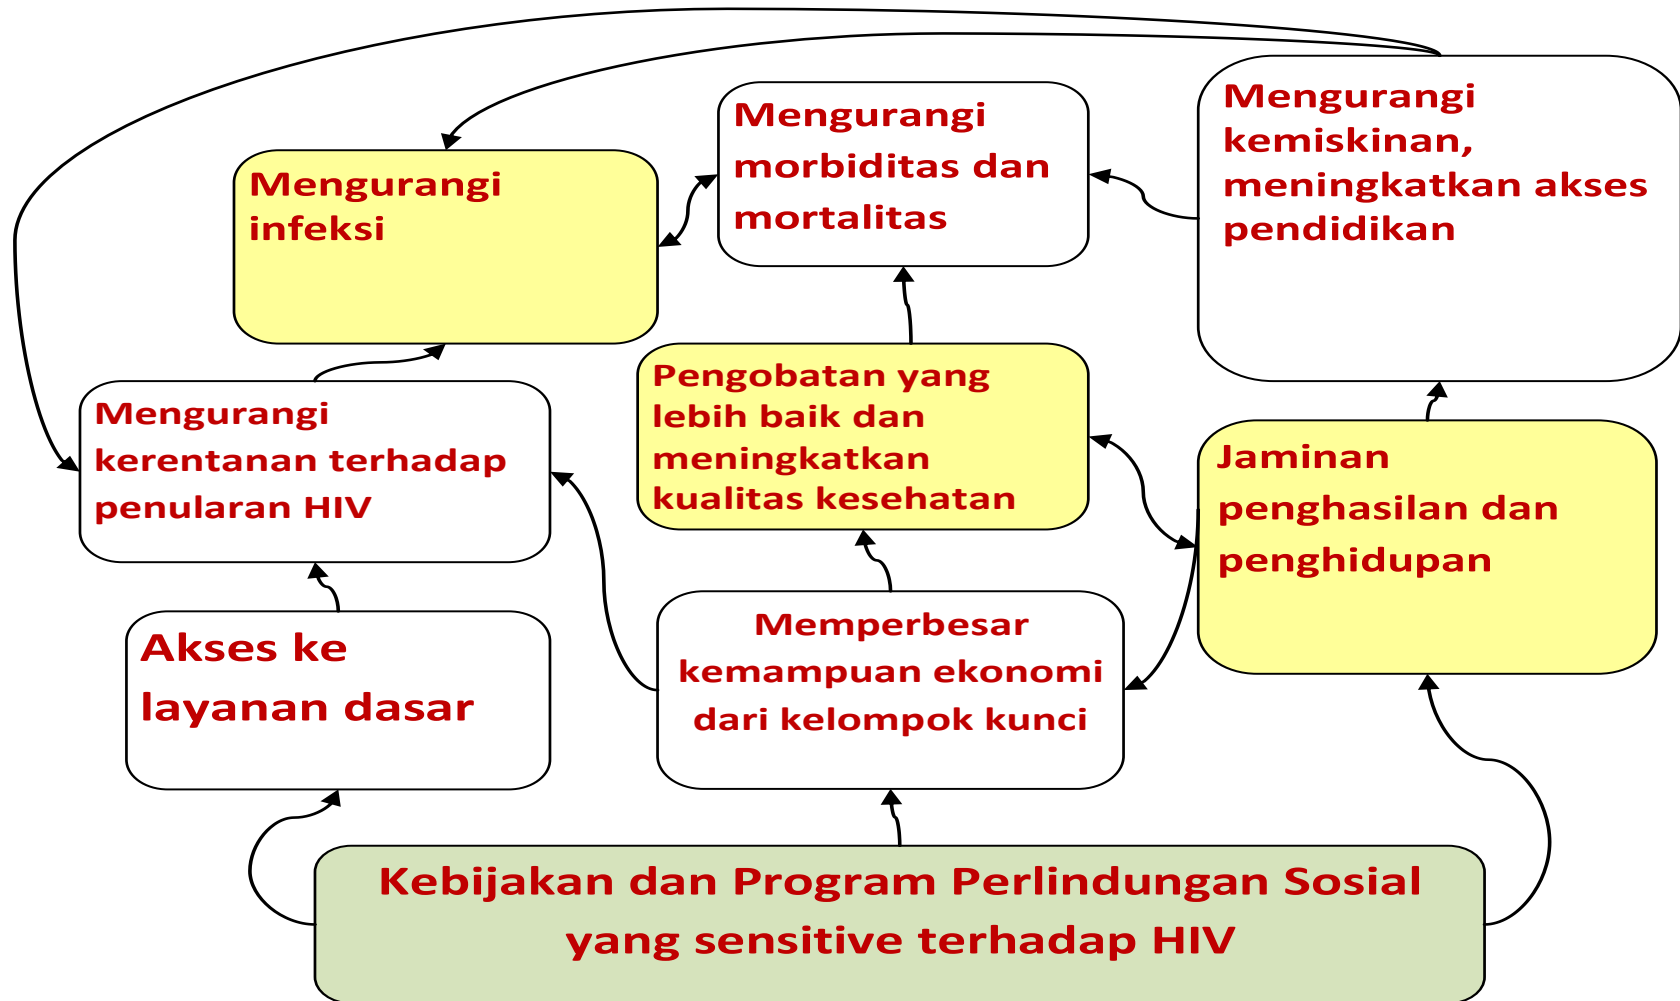 Mengurangi
infeksi
Mengurangi
morbiditas dan
mortalitas
Mengurangi
kemiskinan,
meningkatkan akses
pendidikan
Mengurangi
kerentanan terhadap
penularan HIV
Pengobatan yang
lebih baik dan
meningkatkan
kualitas kesehatan
Jaminan
penghasilan dan
penghidupan
Akses ke
layanan dasar
Memperbesar
kemampuan ekonomi
dari kelompok kunci
Kebijakan dan Program Perlindungan Sosial
yang sensitive terhadap HIV